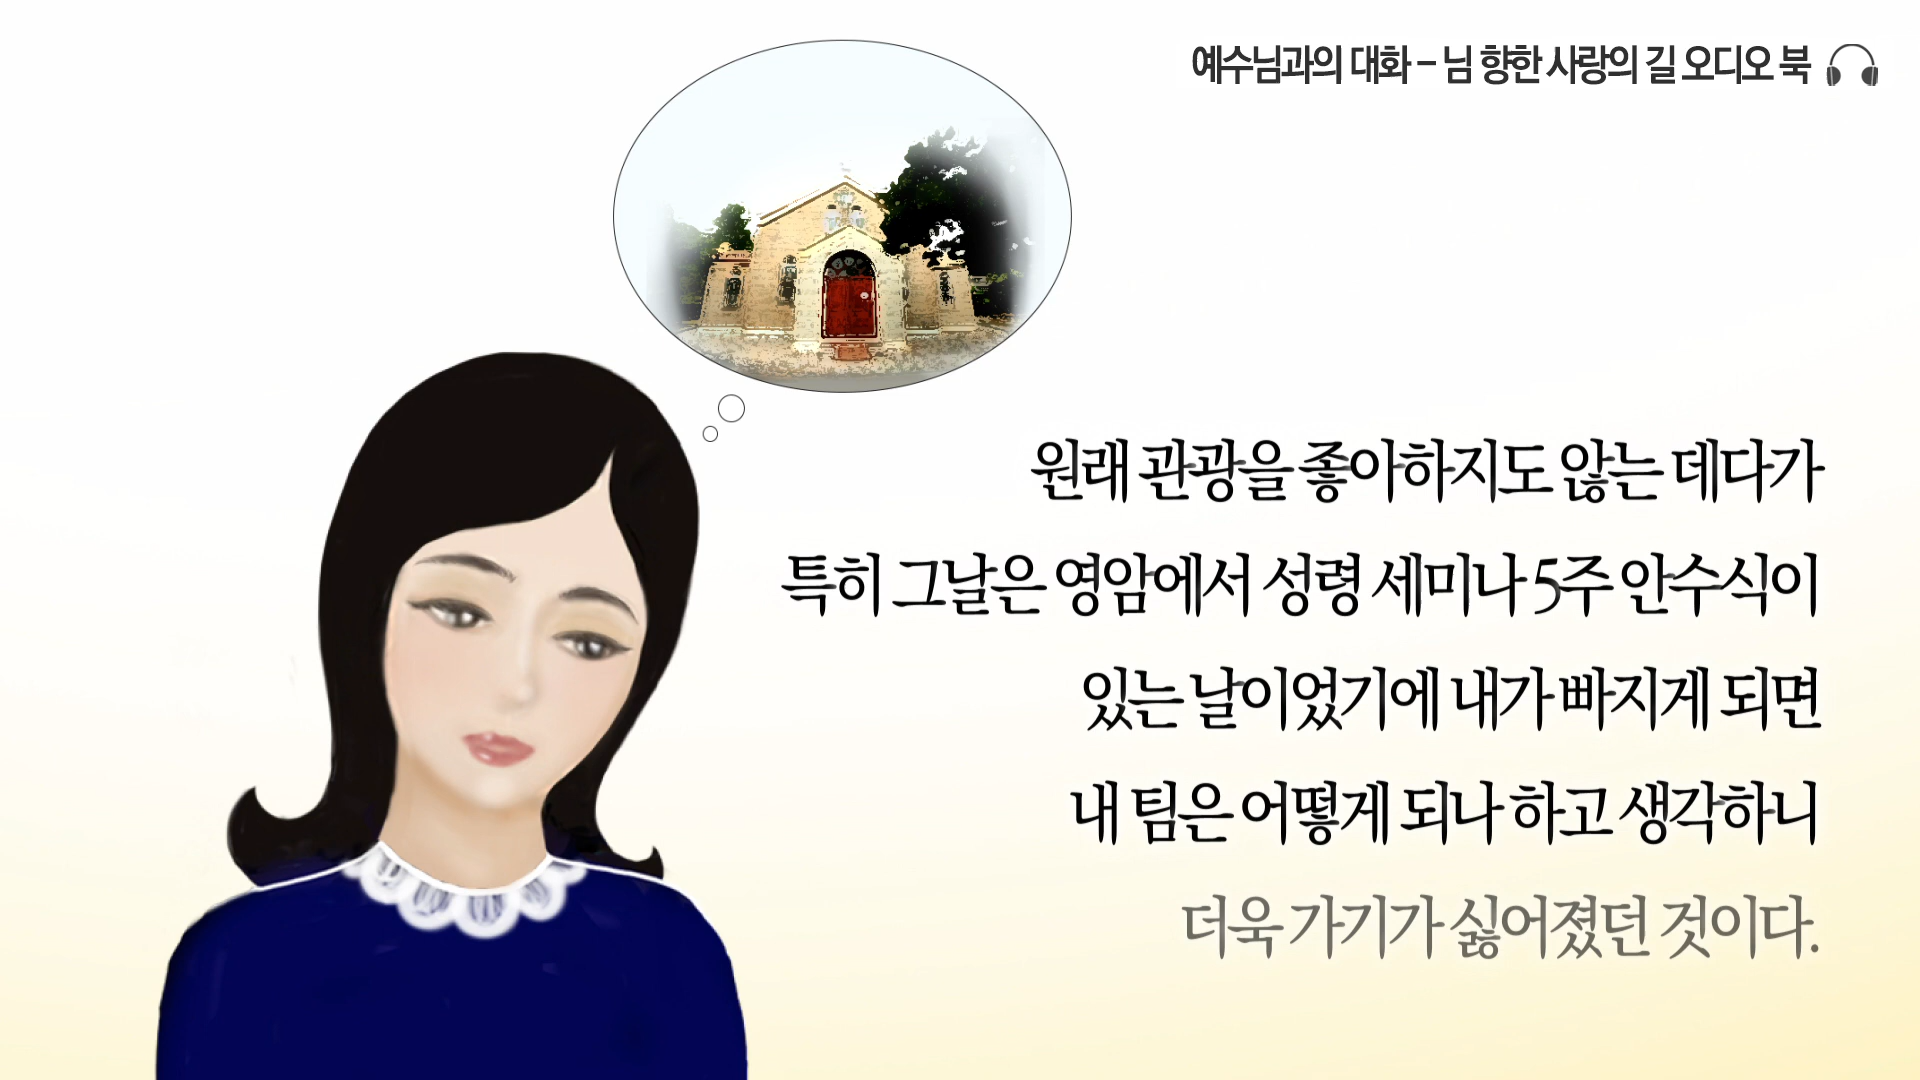 예수님과의 대화 - 님 향한 사랑의 길 오디오 북
원래 관광을 좋아하지도 않는 데다가
특히 그날은 영암에서 성령 세미나 5주 안수식이
있는 날이었기에 내가 빠지게 되면
내 팀은 어떻게 되나 하고 생각하니
더욱 가기가 싫어졌던 것이다.